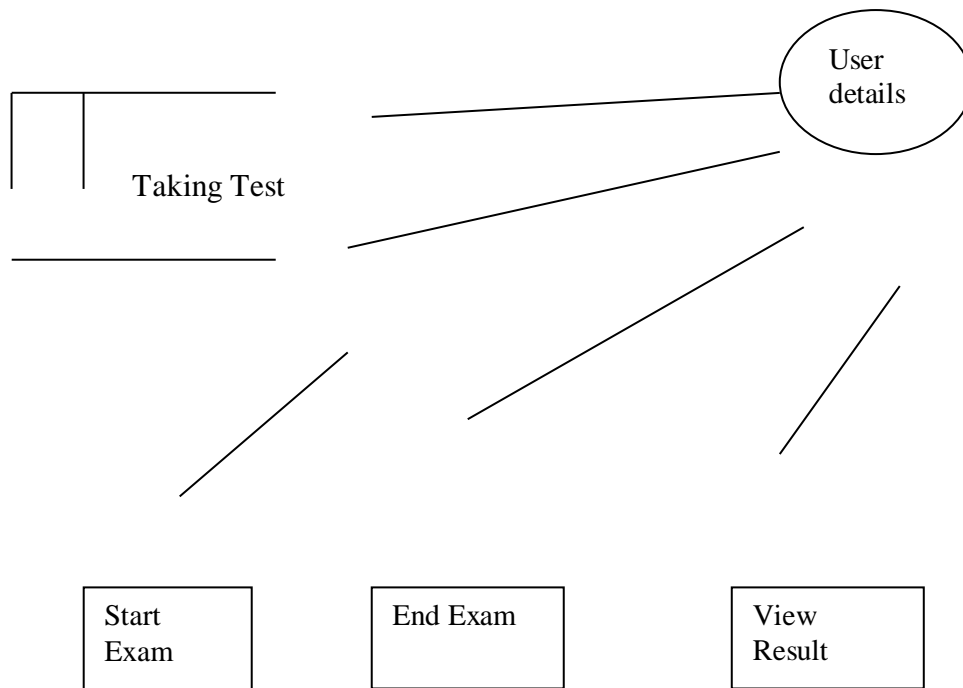 User
details
Taking Test
Start
Exam
End Exam
View
Result